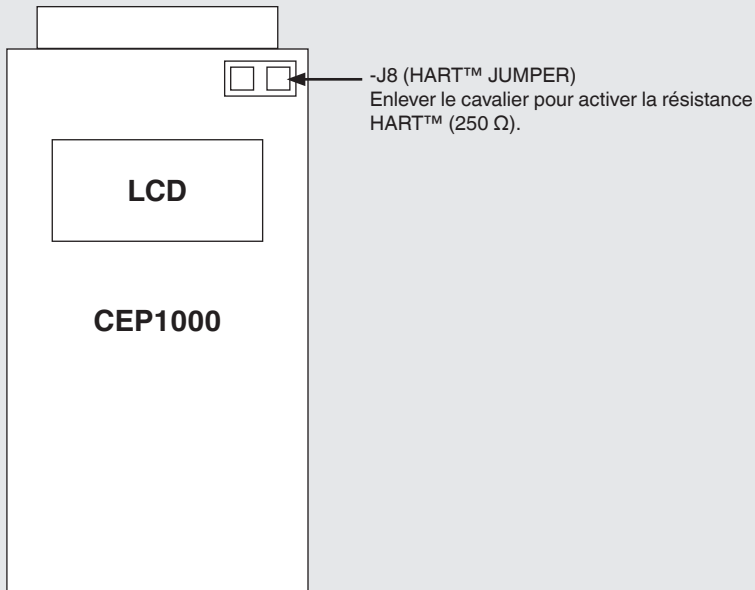 -J8 (HART™ JUMPER)
Enlever le cavalier pour activer la résistance
HART™ (250 Ω).
LCD
CEP1000